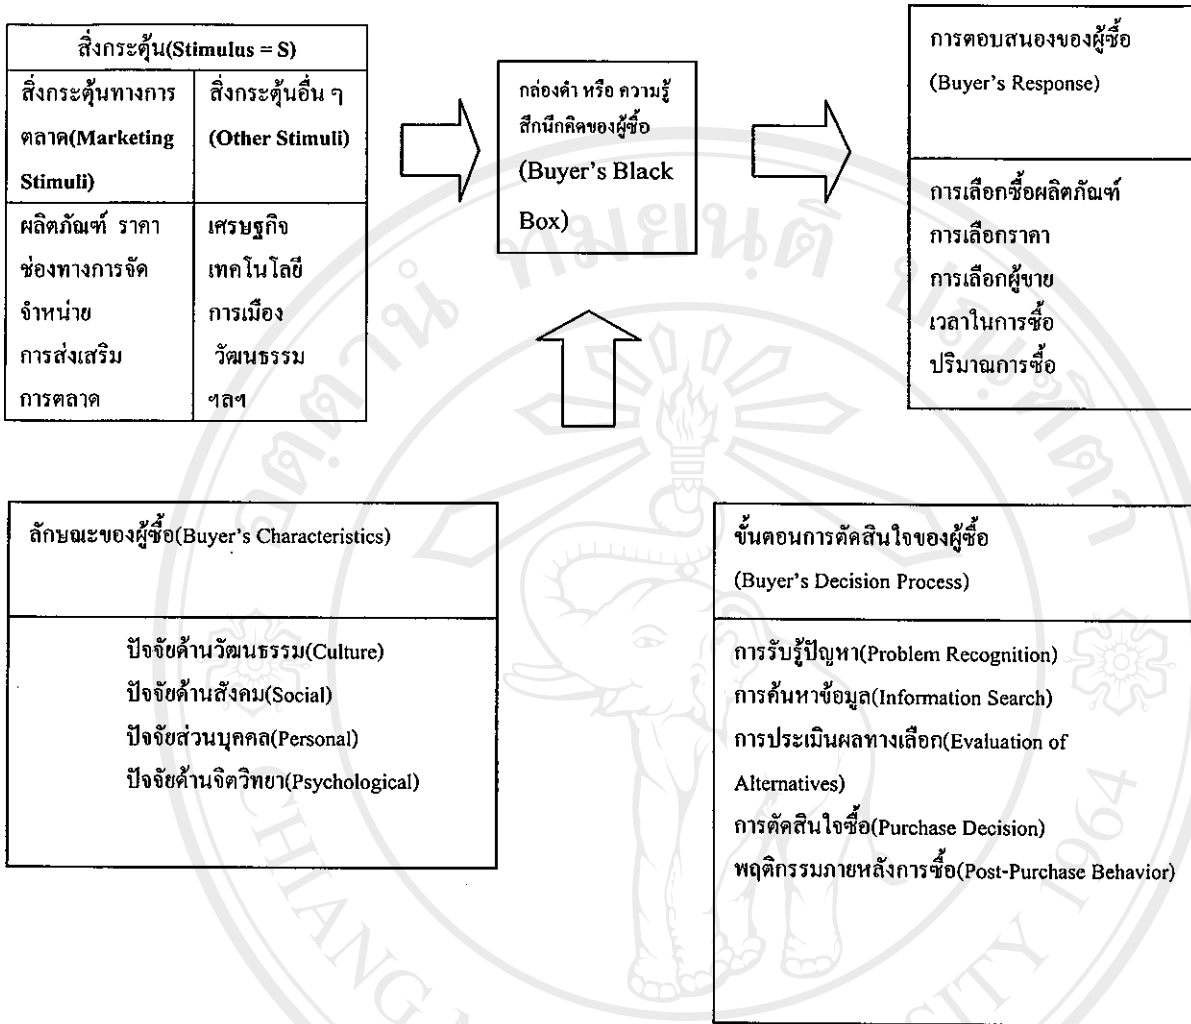 สิ่งกระตุ้น(Stimulus = S)
สิ่งกระตุ้นทางการ
ตลาด(Marketing
Stimuli)
สิ่งกระตุ้นอื่น ๆ
(Other Stimuli)
ผลิตภัณฑ์ ราคา
ช่องทางการจัด
จำหน่าย
การส่งเสริม
การตลาด
เศรษฐกิจ
เทคโนโลยี
การเมือง
วัฒนธรรม
ฯลฯ
กล่องดำ หรือ ความรู้
สึกนึกคิดของผู้ซื้อ
(Buyer's Black
Box)
การตอบสนองของผู้ซื้อ
(Buyer's Response)
การเลือกซื้อผลิตภัณฑ์
การเลือกราคา
การเลือกผู้ขาย
เวลาในการซื้อ
ปริมาณการซื้อ
ลักษณะของผู้ซื้อ(Buyer's Characteristics)
ปัจจัยด้านวัฒนธรรม(Culture)
ปัจจัยด้านสังคม(Social)
ปัจจัยส่วนบุคคล(Personal)
ปัจจัยด้านจิตวิทยา(Psychological)
ขั้นตอนการตัดสินใจของผู้ซื้อ
(Buyer's Decision Process)
การรับรู้ปัญหา(Problem Recognition)
การค้นหาข้อมูล(Information Search)
การประเมินผลทางเลือก(Evaluation of
Alternatives)
การตัดสินใจซื้อ(Purchase Decision)
พฤติกรรมภายหลังการซื้อ(Post-Purchase Behavior)
ทมยนฺติ
1964